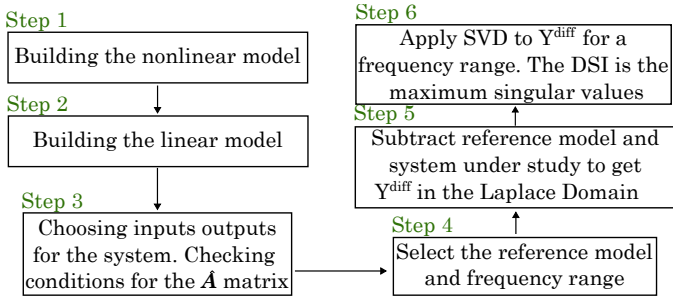 Step 1
Building the nonlinear model
Step 2
Building the linear model
Step 3
Choosing inputs outputs
for the system. Checking
conditions for the Â matrix
Step 4
Select the reference model
and frequency range
Step 5
Subtract reference model and
system under study to get
Y^diff in the Laplace Domain
Step 6
Apply SVD to Y^diff for a
frequency range. The DSI is the
maximum singular values